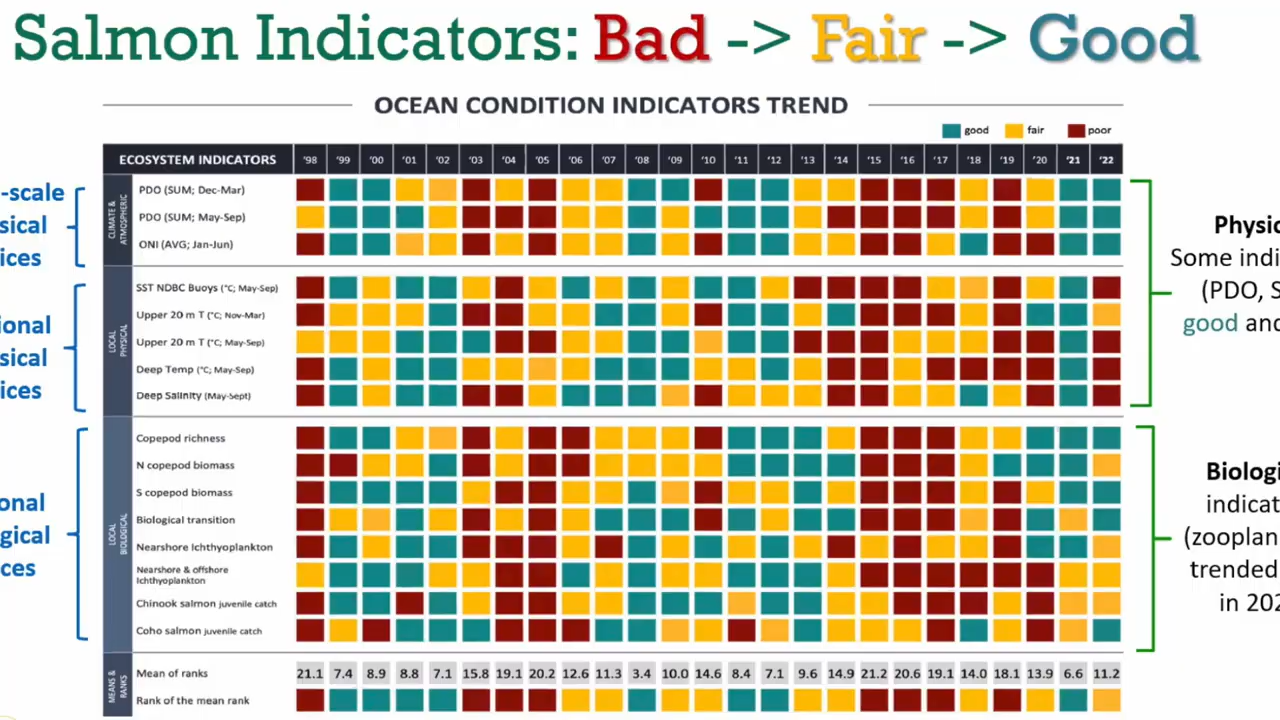 Salmon Indicators: Bad -> Fair -> Good
OCEAN CONDITION INDICATORS TREND
good fair poor
ECOSYSTEM INDICATORS '98 '99 '00 '01 '02 '03 '04 '05 '06 '07 '08 '09 '10 '11 '12 '13 '14 '15 '16 '17 '18 '19 '20 '21 '22
-scale
sical
ices
CLIMATE &
ATMOSPHERIC
PDO (SUM; Dec-Mar)
PDO (SUM; May-Sep)
ONI (AVG; Jan-Jun)
ional
sical
ices
LOCAL
PHYSICAL
SST NDBC Buoys (°C; May-Sep)
Upper 20 m T (°C; Nov-Mar)
Upper 20 m T (°C; May-Sep)
Deep Temp (°C; May-Sep)
Deep Salinity (May-Sept)
Physic
Some indi
(PDO, S
good and
onal
gical
ces
LOCAL
BIOLOGICAL
Copepod richness
N copepod biomass
S copepod biomass
Biological transition
Nearshore Ichthyoplankton
Nearshore & offshore
Ichthyoplankton
Chinook salmon juvenile catch
Coho salmon juvenile catch
Biologi
indicat
(zooplan
trended
in 202
MEANS &
RANKS
Mean of ranks 21.1 7.4 8.9 8.8 7.1 15.8 19.1 20.2 12.6 11.3 3.4 10.0 14.6 8.4 7.1 9.6 14.9 21.2 20.6 19.1 14.0 18.1 13.9 6.6 11.2
Rank of the mean rank